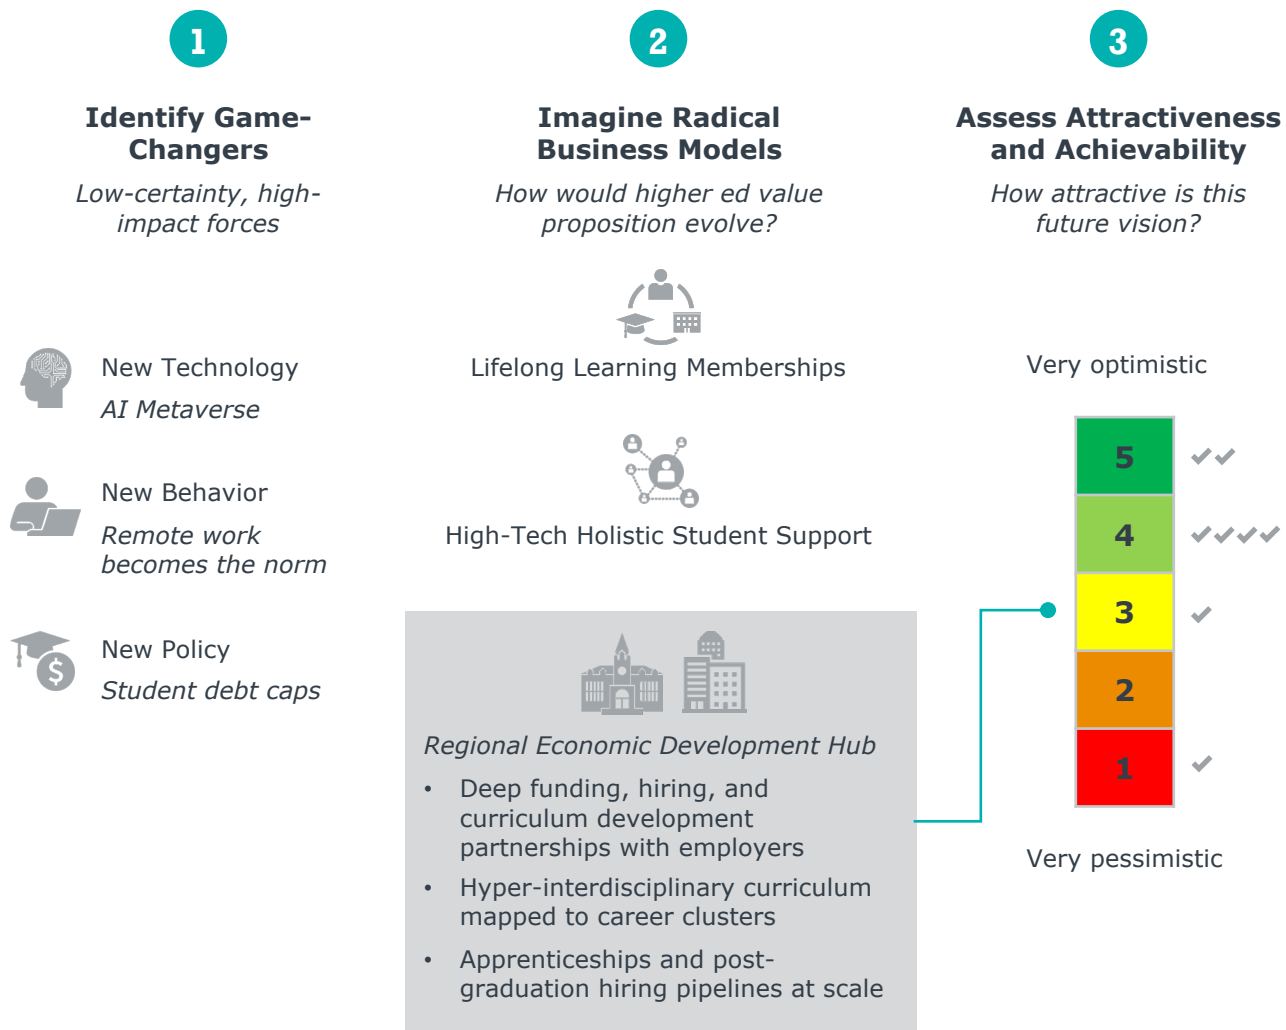 1
Identify Game-
Changers
Low-certainty, high-
impact forces
New Technology
AI Metaverse
New Behavior
Remote work
becomes the norm
New Policy
$
Student debt caps
2
Imagine Radical
Business Models
How would higher ed value
proposition evolve?
Lifelong Learning Memberships
High-Tech Holistic Student Support
Regional Economic Development Hub
• Deep funding, hiring, and
curriculum development
partnerships with employers
• Hyper-interdisciplinary curriculum
mapped to career clusters
• Apprenticeships and post-
graduation hiring pipelines at scale
3
Assess Attractiveness
and Achievability
How attractive is this
future vision?
Very optimistic
5
4
3
2
1
Very pessimistic